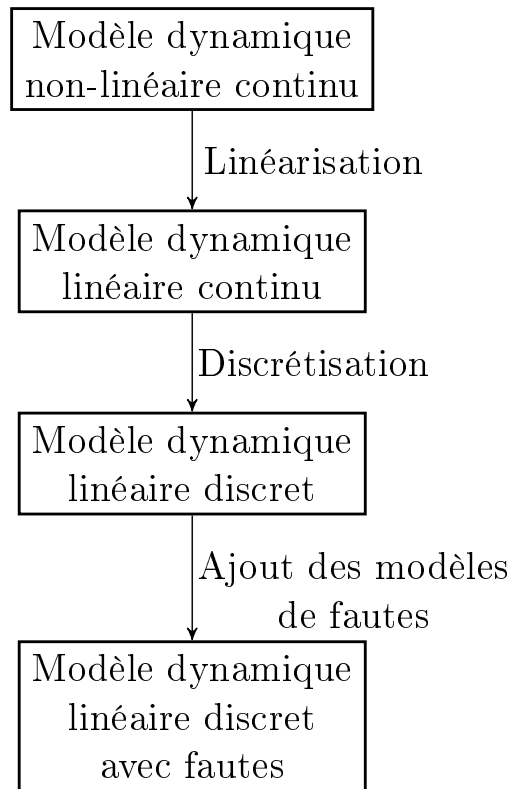 Modèle dynamique
non-linéaire continu
Linéarisation
Modèle dynamique
linéaire continu
Discrétisation
Modèle dynamique
linéaire discret
Ajout des modèles
de fautes
Modèle dynamique
linéaire discret
avec fautes